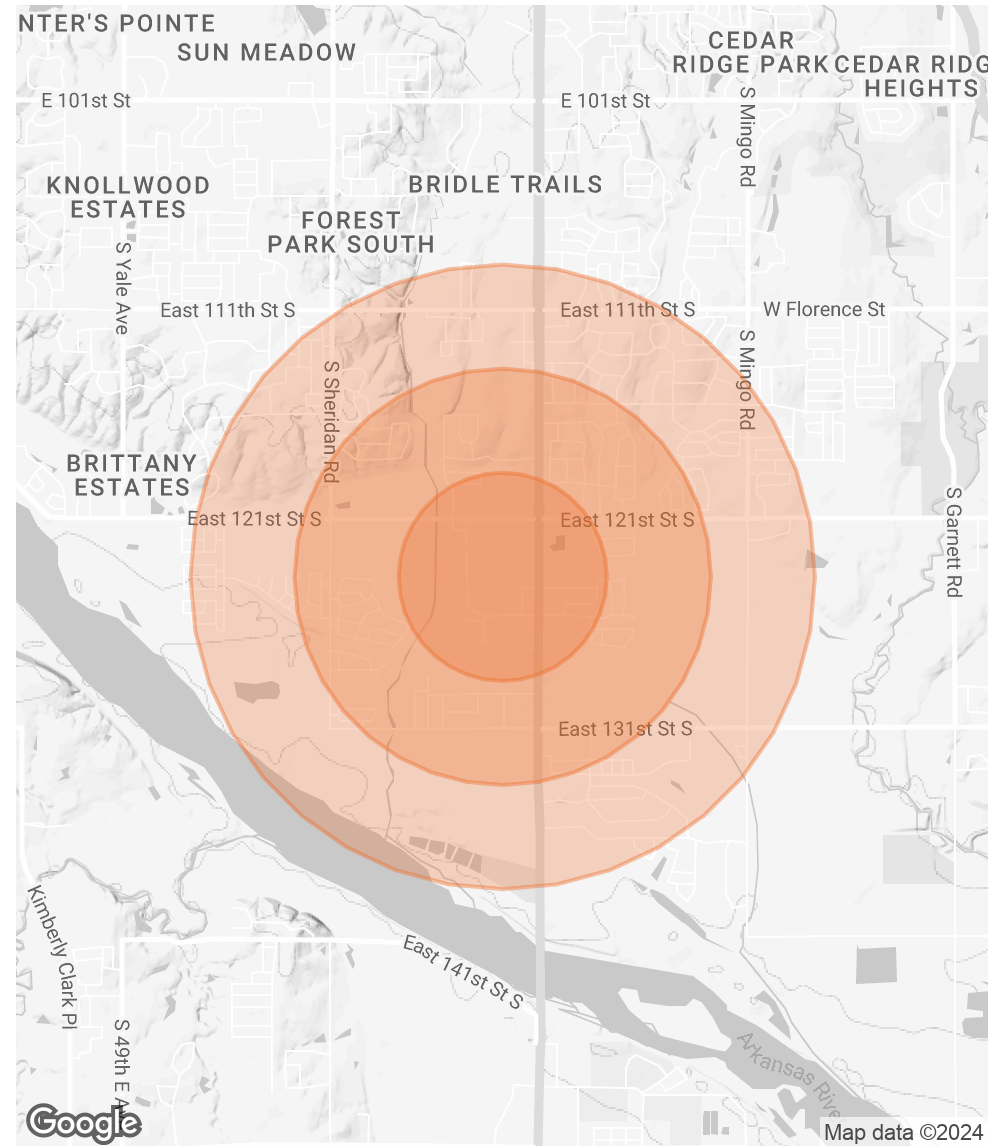 NTER'S POINTE
SUN MEADOW
CEDAR
RIDGE PARK
CEDAR RIDG
HEIGHTS
E 101st St
E 101st St
S Mingo Rd
KNOLLWOOD
ESTATES
BRIDLE TRAILS
FOREST
PARK SOUTH
S Yale Ave
East 111th St S
East 111th St S
W Florence St
S Sheridan Rd
S Mingo Rd
BRITTANY
ESTATES
East 121st St S
East 121st St S
S Garnett Rd
East 131st St S
Kimberly Clark Pl
East 141st St S
S 49th E Av
Arkansas Rive
Google
Map data ©2024